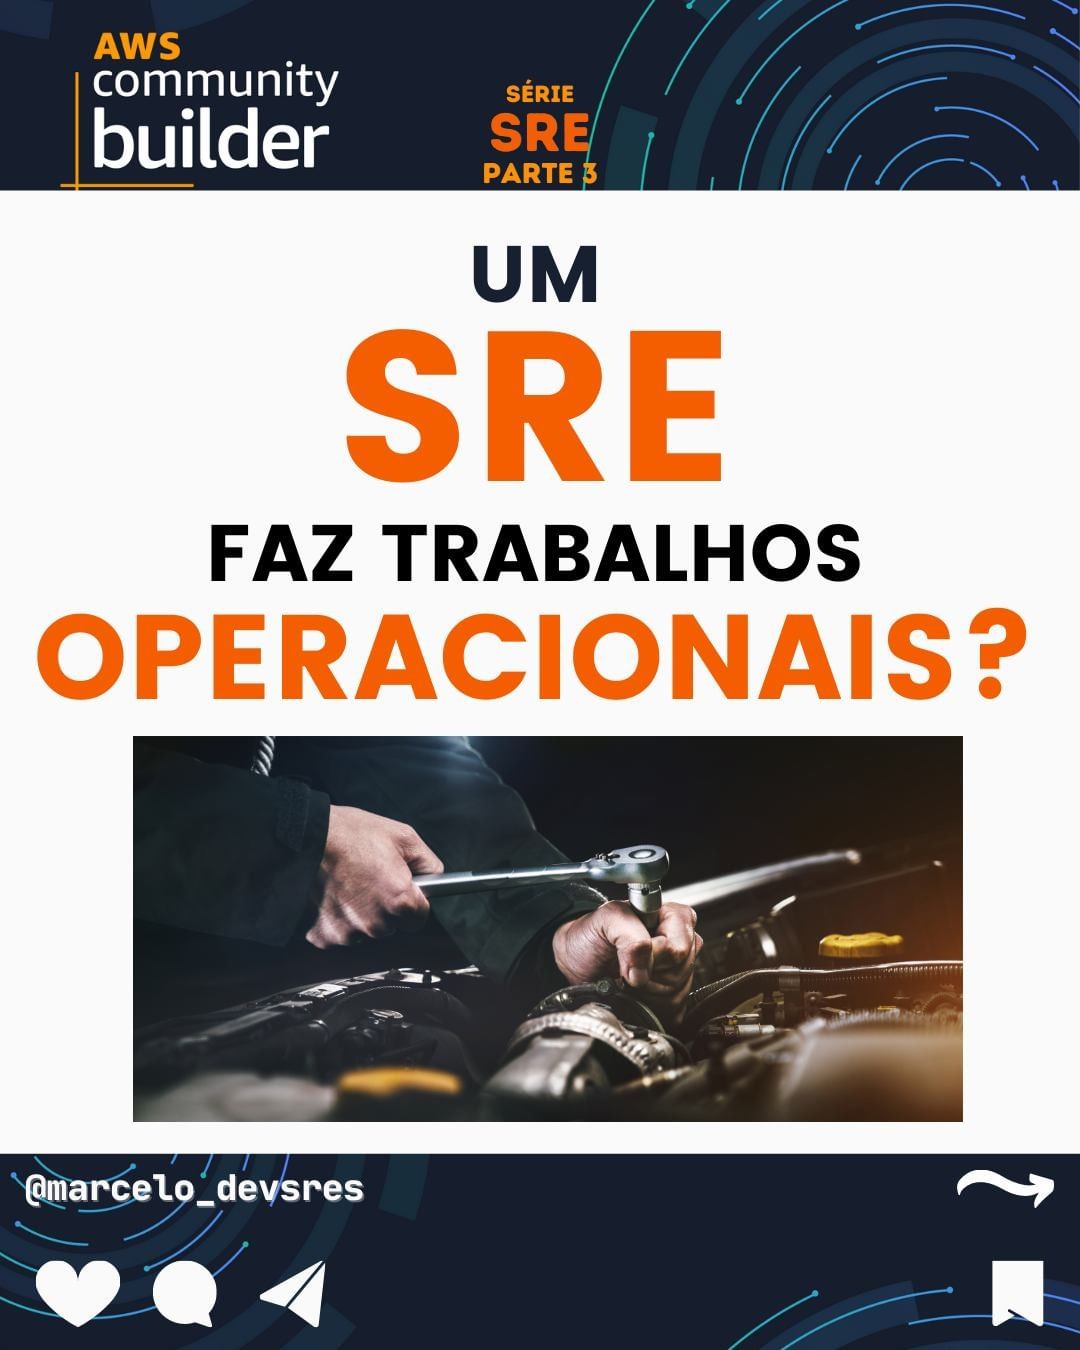 AWS
community
builder
SÉRIE
SRE
PARTE 3
UM
SRE
FAZ TRABALHOS
OPERACIONAIS?
@marcelo_devsres